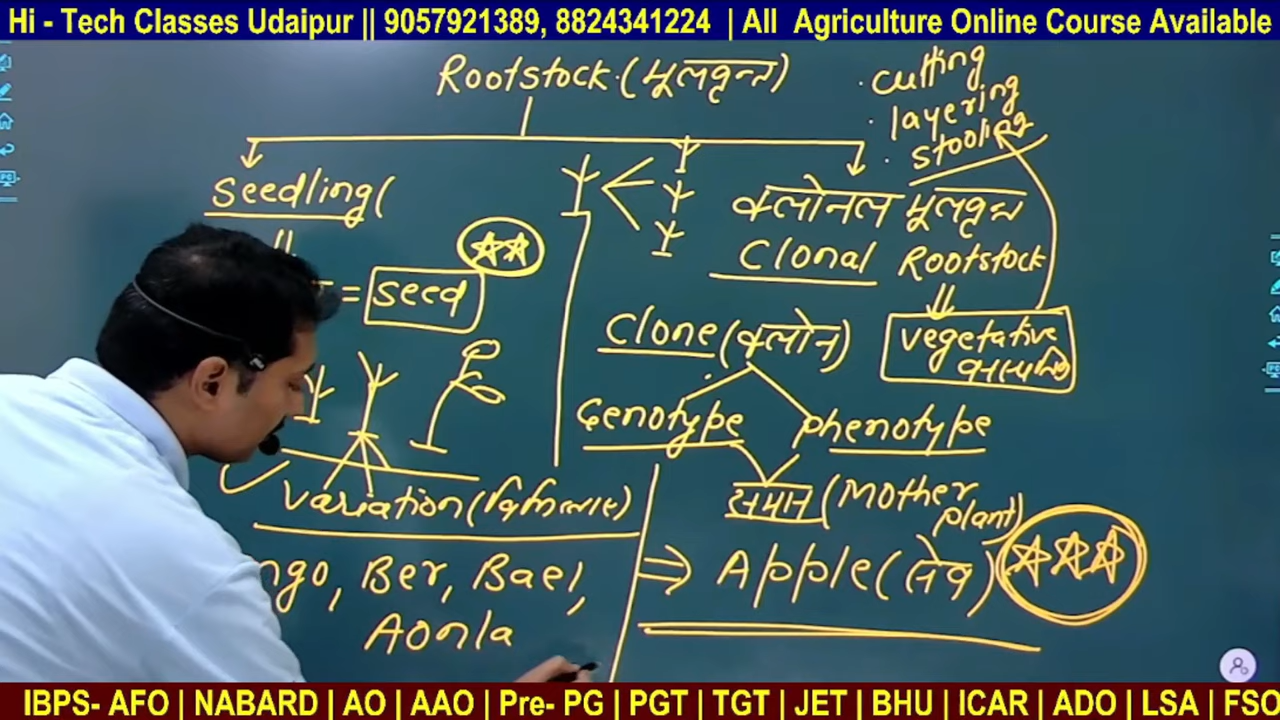 Hi - Tech Classes Udaipur || 9057921389, 8824341224 | All Agriculture Online Course Available
Rootstock (मूलवृन्त)
cutting
layering
stooling
Seedling(
= seed
क्लोनल मूलवृन्त
Clonal Rootstock
vegetative
Clone (क्लोन)
Genotype
phenotype
समान (Mother plant)
variation (
ngo, Ber, Bael,
Aonla
⇒ Apple (सेव)
IBPS- AFO | NABARD | AO | AAO | Pre- PG | PGT | TGT | JET | BHU | ICAR | ADO | LSA | FSO